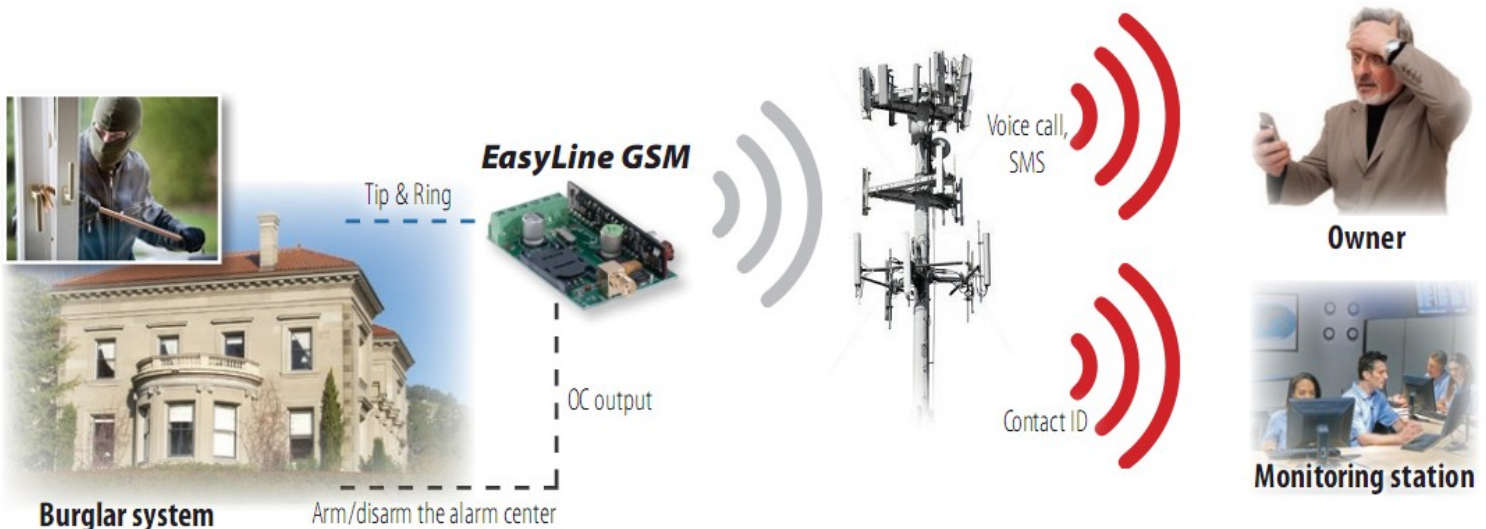 EasyLine GSM
Tip & Ring
Voice call,
SMS
Owner
OC output
Contact ID
Monitoring station
Burglar system
Arm/disarm the alarm center